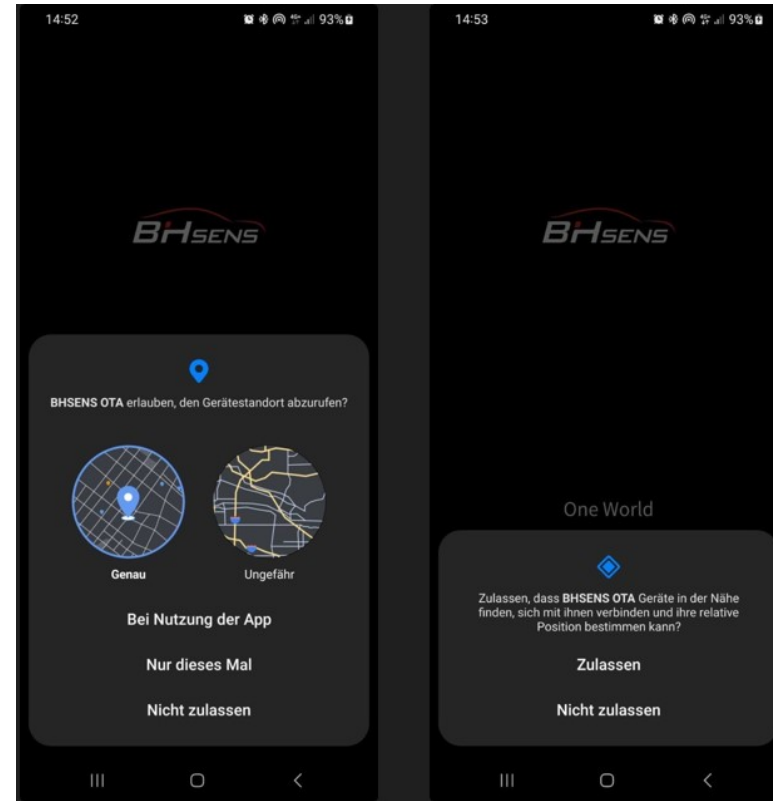 14:52
93%
BHSENS
BHSENS OTA erlauben, den Gerätestandort abzurufen?
Genau
Ungefähr
Bei Nutzung der App
Nur dieses Mal
Nicht zulassen
14:53
93%
BHSENS
One World
Zulassen, dass BHSENS OTA Geräte in der Nähe
finden, sich mit ihnen verbinden und ihre relative
Position bestimmen kann?
Zulassen
Nicht zulassen